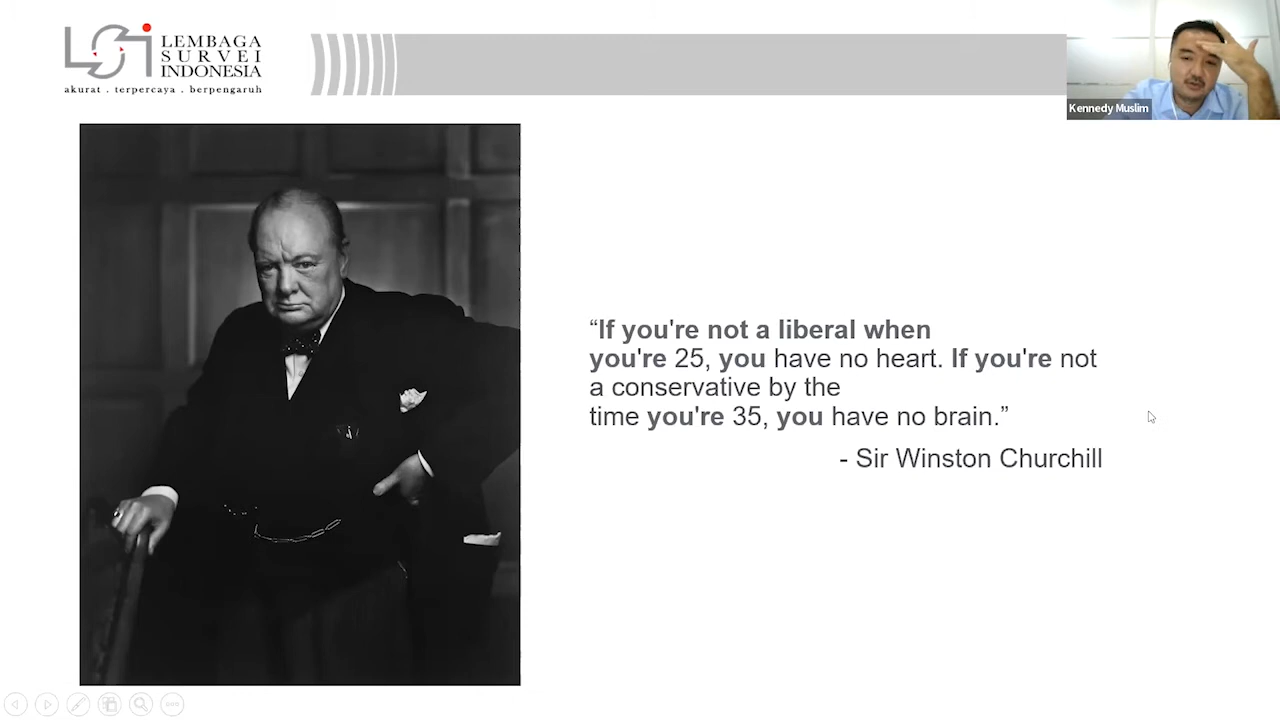 LSI
LEMBAGA
SURVEI
INDONESIA
akurat . terpercaya . berpengaruh
Kennedy Muslim
“If you're not a liberal when
you're 25, you have no heart. If you're not
a conservative by the
time you're 35, you have no brain.”
- Sir Winston Churchill